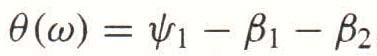 θ(ω) = ψ₁ − β₁ − β₂